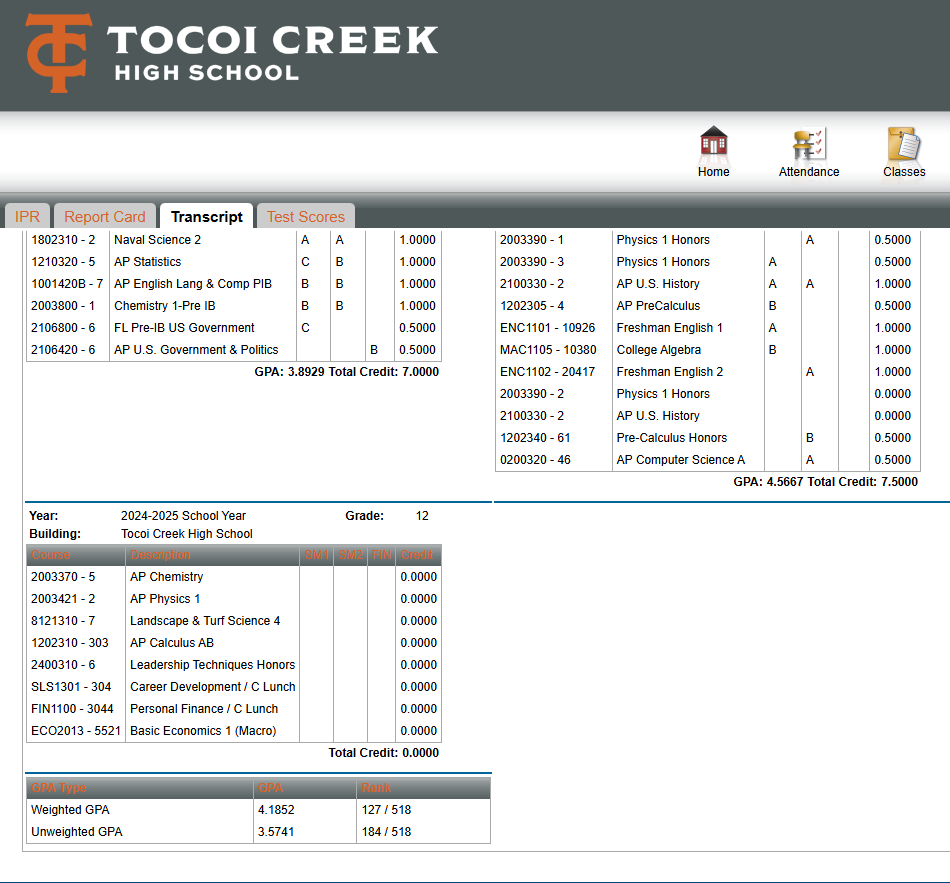 TOCOI CREEK
HIGH SCHOOL
Home Attendance Classes
IPR Report Card Transcript Test Scores
1802310 - 2 Naval Science 2 A A 1.0000
1210320 - 5 AP Statistics C B 1.0000
1001420B - 7 AP English Lang & Comp PIB B B 1.0000
2003800 - 1 Chemistry 1-Pre IB B B 1.0000
2106800 - 6 FL Pre-IB US Government C 0.5000
2106420 - 6 AP U.S. Government & Politics B 0.5000
GPA: 3.8929 Total Credit: 7.0000
2003390 - 1 Physics 1 Honors A 0.5000
2003390 - 3 Physics 1 Honors A 0.5000
2100330 - 2 AP U.S. History A A 1.0000
1202305 - 4 AP PreCalculus B 0.5000
ENC1101 - 10926 Freshman English 1 A 1.0000
MAC1105 - 10380 College Algebra B 1.0000
ENC1102 - 20417 Freshman English 2 A 1.0000
2003390 - 2 Physics 1 Honors 0.0000
2100330 - 2 AP U.S. History 0.0000
1202340 - 61 Pre-Calculus Honors B 0.5000
0200320 - 46 AP Computer Science A A 0.5000
GPA: 4.5667 Total Credit: 7.5000
Year: 2024-2025 School Year Grade: 12
Building: Tocoi Creek High School
Course Description SM1 SM2 FIN Credit
2003370 - 5 AP Chemistry 0.0000
2003421 - 2 AP Physics 1 0.0000
8121310 - 7 Landscape & Turf Science 4 0.0000
1202310 - 303 AP Calculus AB 0.0000
2400310 - 6 Leadership Techniques Honors 0.0000
SLS1301 - 304 Career Development / C Lunch 0.0000
FIN1100 - 3044 Personal Finance / C Lunch 0.0000
ECO2013 - 5521 Basic Economics 1 (Macro) 0.0000
Total Credit: 0.0000
GPA Type GPA Rank
Weighted GPA 4.1852 127 / 518
Unweighted GPA 3.5741 184 / 518